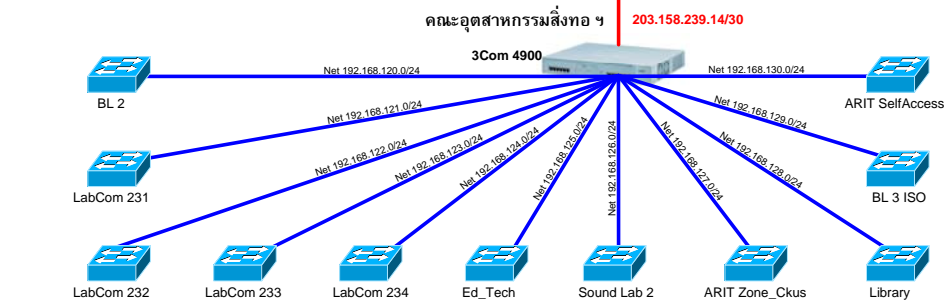 คณะอุตสาหกรรมสิ่งทอ ฯ
203.158.239.14/30
3Com 4900
Net 192.168.120.0/24
Net 192.168.130.0/24
BL 2
ARIT SelfAccess
Net 192.168.121.0/24
Net 192.168.129.0/24
Net 192.168.122.0/24
Net 192.168.123.0/24
Net 192.168.124.0/24
Net 192.168.125.0/24
Net 192.168.126.0/24
Net 192.168.127.0/24
Net 192.168.128.0/24
LabCom 231
BL 3 ISO
LabCom 232
LabCom 233
LabCom 234
Ed_Tech
Sound Lab 2
ARIT Zone_Ckus
Library